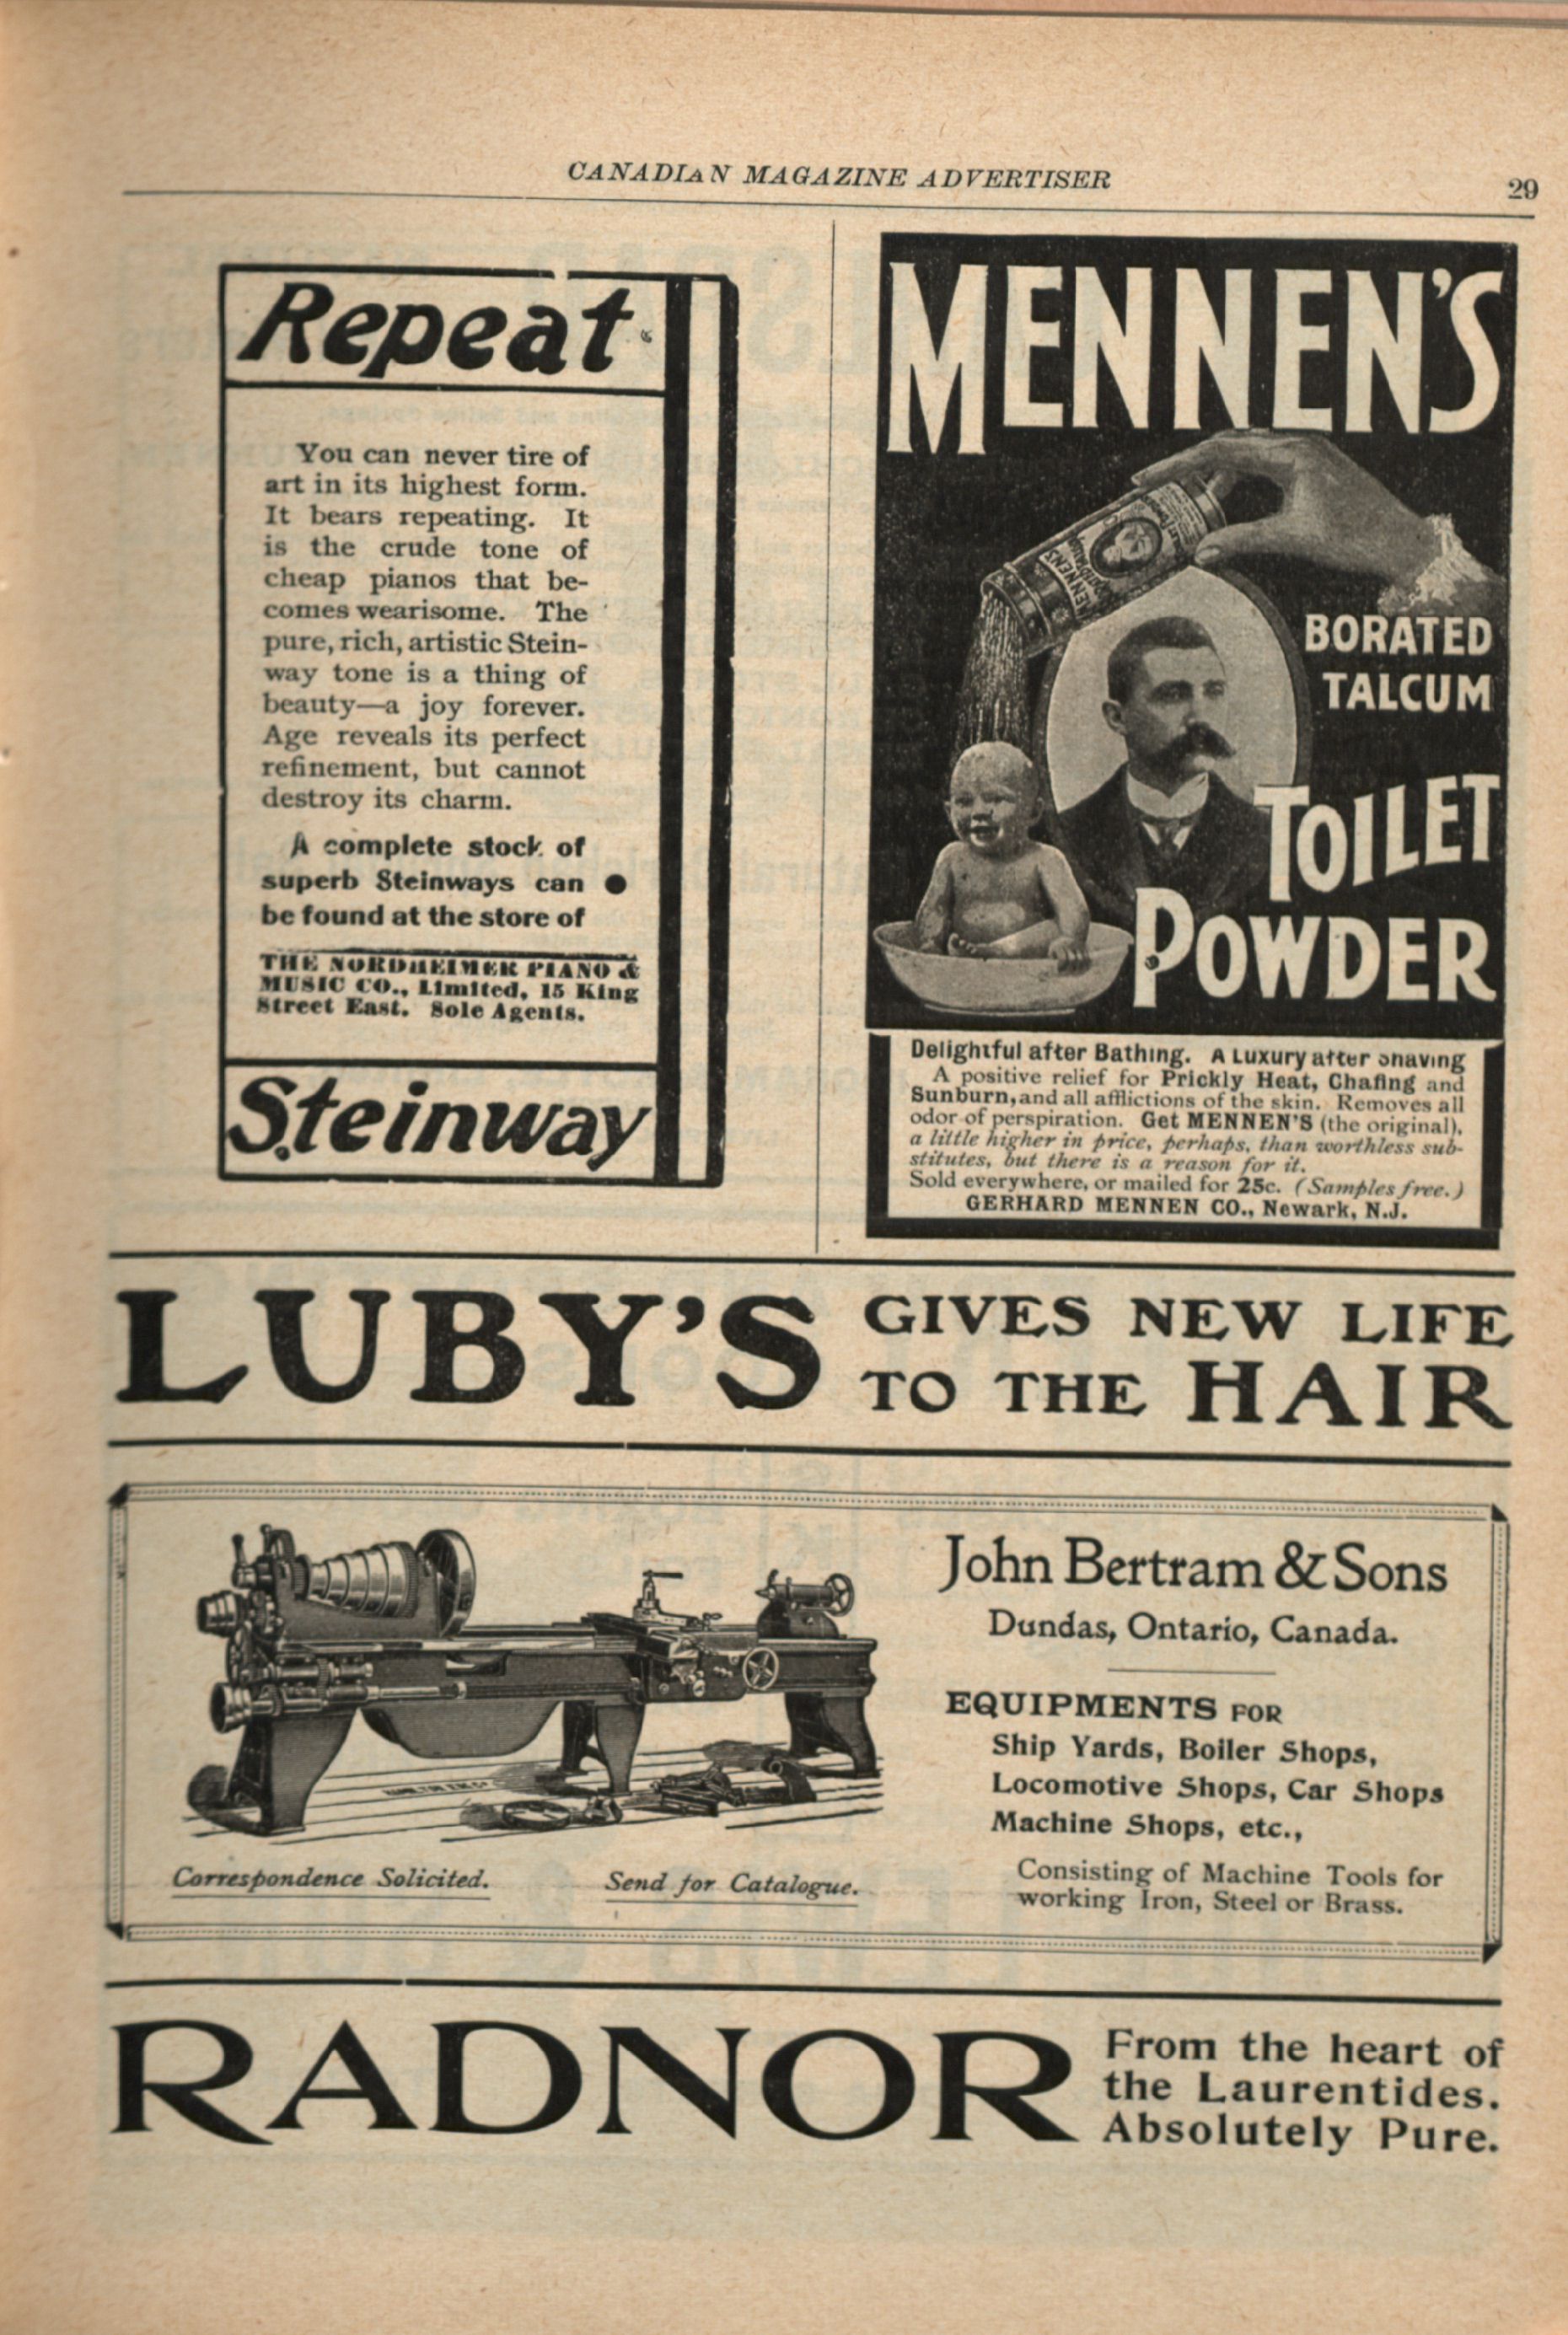 CANADIAN MAGAZINE ADVERTISER
29
Repeat
You can never tire of
art in its highest form.
It bears repeating. It
is the crude tone of
cheap pianos that be-
comes wearisome. The
pure, rich, artistic Stein-
way tone is a thing of
beauty—a joy forever.
Age reveals its perfect
refinement, but cannot
destroy its charm.
A complete stock of
superb Steinways can
be found at the store of
THE NORDHEIMER PIANO &
MUSIC CO., Limited, 15 King
Street East. Sole Agents.
Steinway
MENNEN'S
MENNEN'S
BORATED
TALCUM
TOILET
POWDER
Delightful after Bathing. A Luxury after Shaving
A positive relief for Prickly Heat, Chafing and
Sunburn, and all afflictions of the skin. Removes all
odor of perspiration. Get MENNEN'S (the original),
a little higher in price, perhaps, than worthless sub-
stitutes, but there is a reason for it.
Sold everywhere, or mailed for 25c. (Samples free.)
GERHARD MENNEN CO., Newark, N.J.
LUBY'S GIVES NEW LIFE
TO THE HAIR
John Bertram & Sons
Dundas, Ontario, Canada.
EQUIPMENTS FOR
Ship Yards, Boiler Shops,
Locomotive Shops, Car Shops
Machine Shops, etc.,
Consisting of Machine Tools for
working Iron, Steel or Brass.
Correspondence Solicited.
Send for Catalogue.
RADNOR From the heart of
the Laurentides.
Absolutely Pure.